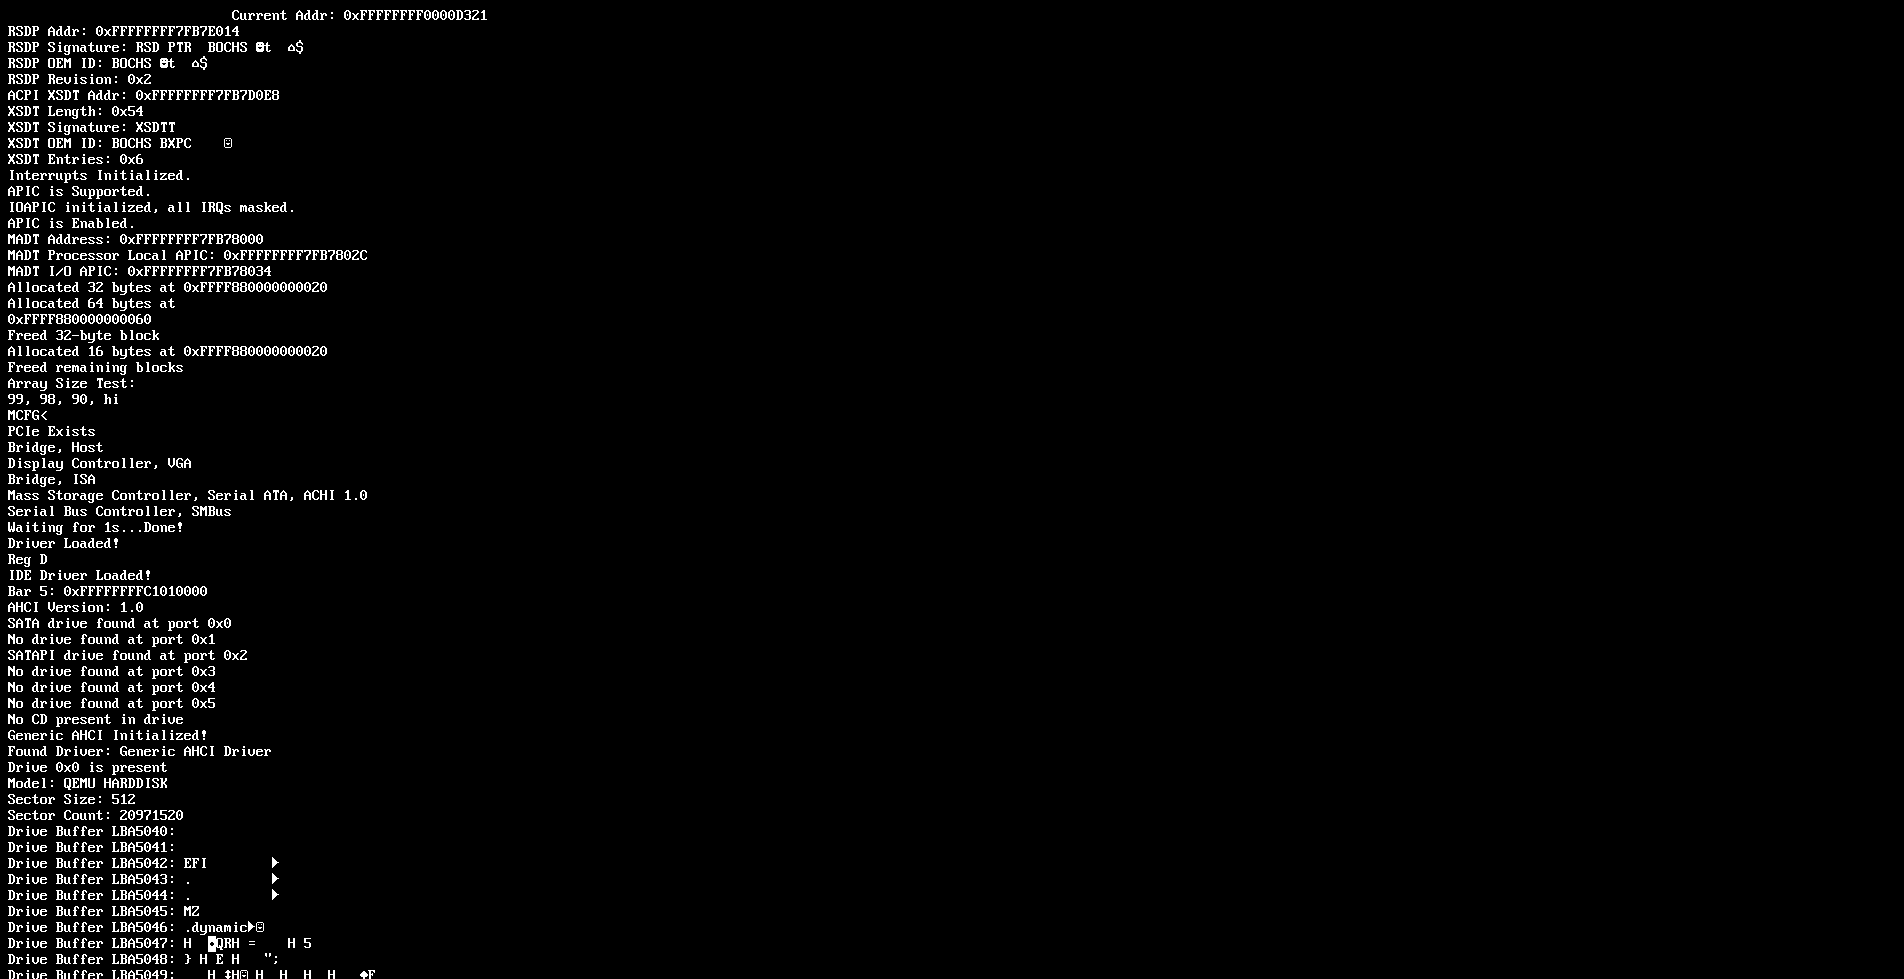 Current Addr: 0xFFFFFFFF0000D321
RSDP Addr: 0xFFFFFFFF7FB7E014
RSDP Signature: RSD PTR  BOCHS ☻t  ⌂$
RSDP OEM ID: BOCHS ☻t  ⌂$
RSDP Revision: 0x2
ACPI XSDT Addr: 0xFFFFFFFF7FB7D0E8
XSDT Length: 0x54
XSDT Signature: XSDTT
XSDT OEM ID: BOCHS BXPC    ☺
XSDT Entries: 0x6
Interrupts Initialized.
APIC is Supported.
IOAPIC initialized, all IRQs masked.
APIC is Enabled.
MADT Address: 0xFFFFFFFF7FB78000
MADT Processor Local APIC: 0xFFFFFFFF7FB7802C
MADT I/O APIC: 0xFFFFFFFF7FB78034
Allocated 32 bytes at 0xFFFF880000000020
Allocated 64 bytes at
0xFFFF880000000060
Freed 32-byte block
Allocated 16 bytes at 0xFFFF880000000020
Freed remaining blocks
Array Size Test:
99, 98, 90, hi
MCFG<
PCIe Exists
Bridge, Host
Display Controller, VGA
Bridge, ISA
Mass Storage Controller, Serial ATA, ACHI 1.0
Serial Bus Controller, SMBus
Waiting for 1s...Done!
Driver Loaded!
Reg D
IDE Driver Loaded!
Bar 5: 0xFFFFFFFFC1010000
AHCI Version: 1.0
SATA drive found at port 0x0
No drive found at port 0x1
SATAPI drive found at port 0x2
No drive found at port 0x3
No drive found at port 0x4
No drive found at port 0x5
No CD present in drive
Generic AHCI Initialized!
Found Driver: Generic AHCI Driver
Drive 0x0 is present
Model: QEMU HARDDISK
Sector Size: 512
Sector Count: 20971520
Drive Buffer LBA5040:
Drive Buffer LBA5041:
Drive Buffer LBA5042: EFI        ►
Drive Buffer LBA5043: .          ►
Drive Buffer LBA5044: .          ►
Drive Buffer LBA5045: MZ
Drive Buffer LBA5046: .dynamic►☺
Drive Buffer LBA5047: H  ◘QRH =    H 5
Drive Buffer LBA5048: } H E H   ";
Drive Buffer LBA5049:    H ‡H☺ H  H  H  H   ♠F